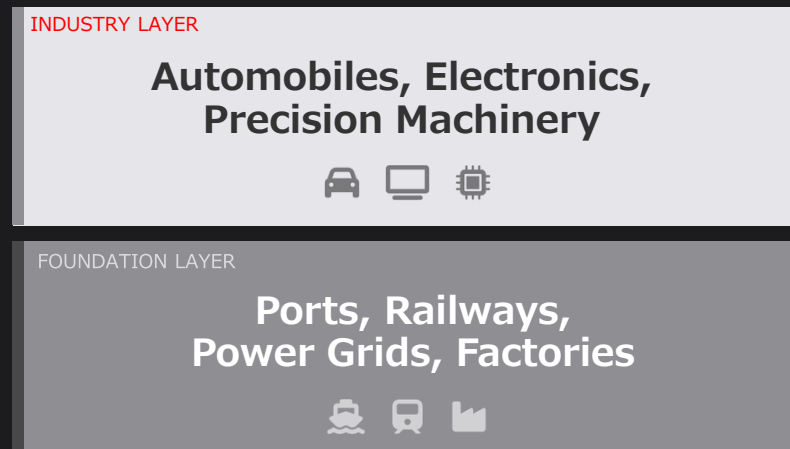 INDUSTRY LAYER
Automobiles, Electronics,
Precision Machinery
FOUNDATION LAYER
Ports, Railways,
Power Grids, Factories